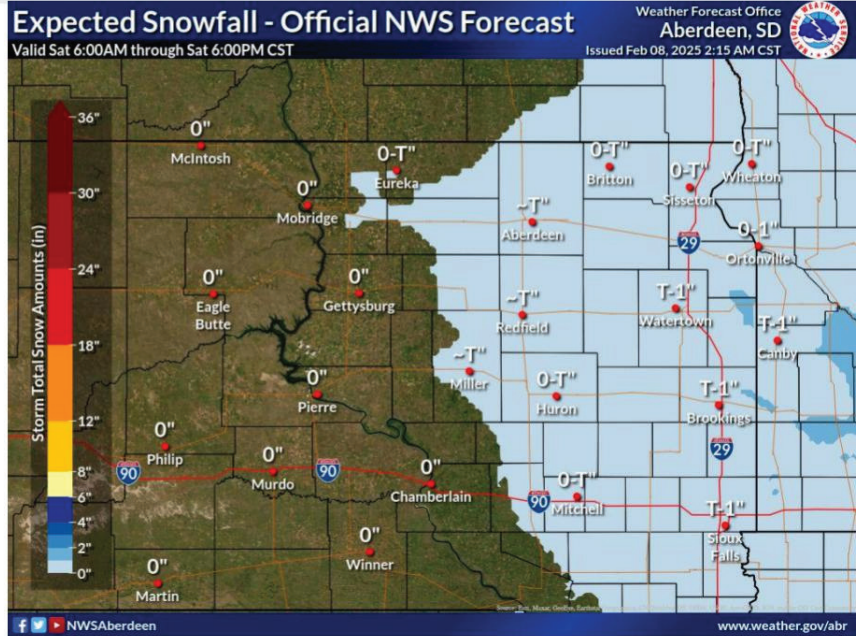 Expected Snowfall - Official NWS Forecast
Valid Sat 6:00AM through Sat 6:00PM CST
Weather Forecast Office
Aberdeen, SD
Issued Feb 08, 2025 2:15 AM CST
NATIONAL WEATHER SERVICE
Storm Total Snow Amounts (in)
36"
30"
24"
18"
12"
8"
6"
4"
2"
0"
0"
McIntosh
0-T"
Eureka
0-T"
Britton
0-T"
Sisseton
0-T"
Wheaton
0"
Mobridge
~T"
Aberdeen
29
0-1"
Ortonville
0"
Eagle
Butte
0"
Gettysburg
~T"
Redfield
T-1"
Watertown
T-1"
Canby
~T"
Miller
0"
Pierre
0-T"
Huron
T-1"
Brookings
29
0"
Philip
90
0"
Murdo
90
0"
Chamberlain
90
0-T"
Mitchell
T-1"
Sioux
Falls
0"
Winner
0"
Martin
NWSAberdeen
www.weather.gov/abr